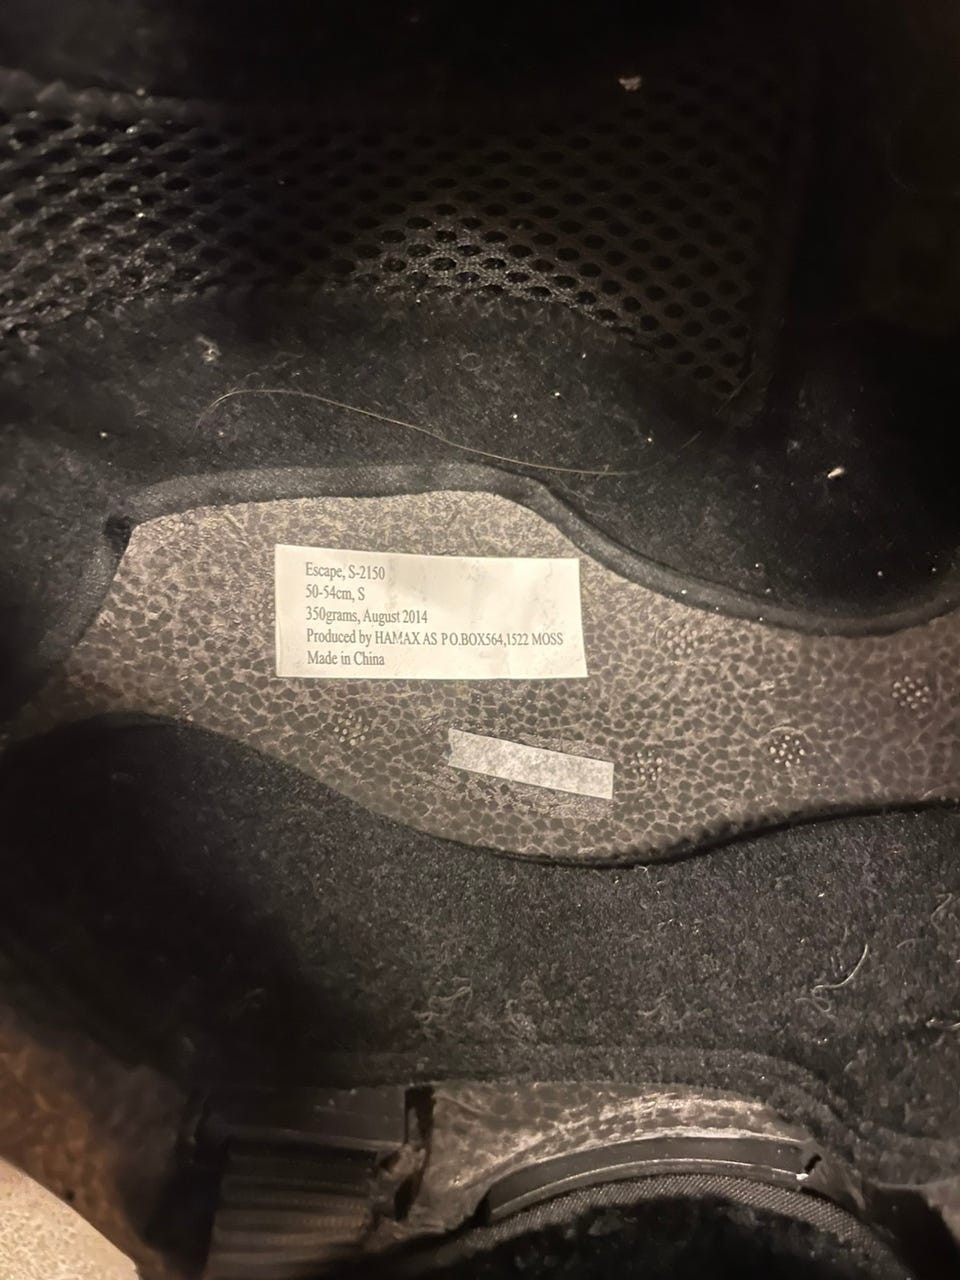 Escape, S-2150
50-54cm, S
350grams, August 2014
Produced by HAMAX AS P O.BOX564,1522 MOSS
Made in China